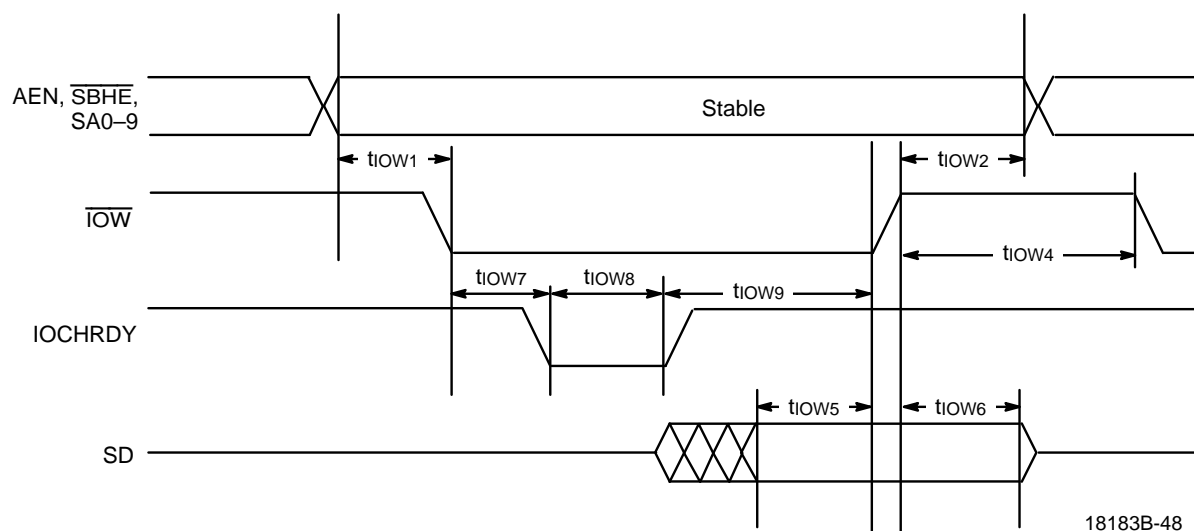 AEN, SBHE,
SA0–9
Stable
tIOW1
tIOW2
IOW
tIOW4
tIOW7
tIOW8
tIOW9
IOCHRDY
tIOW5
tIOW6
SD
18183B-48